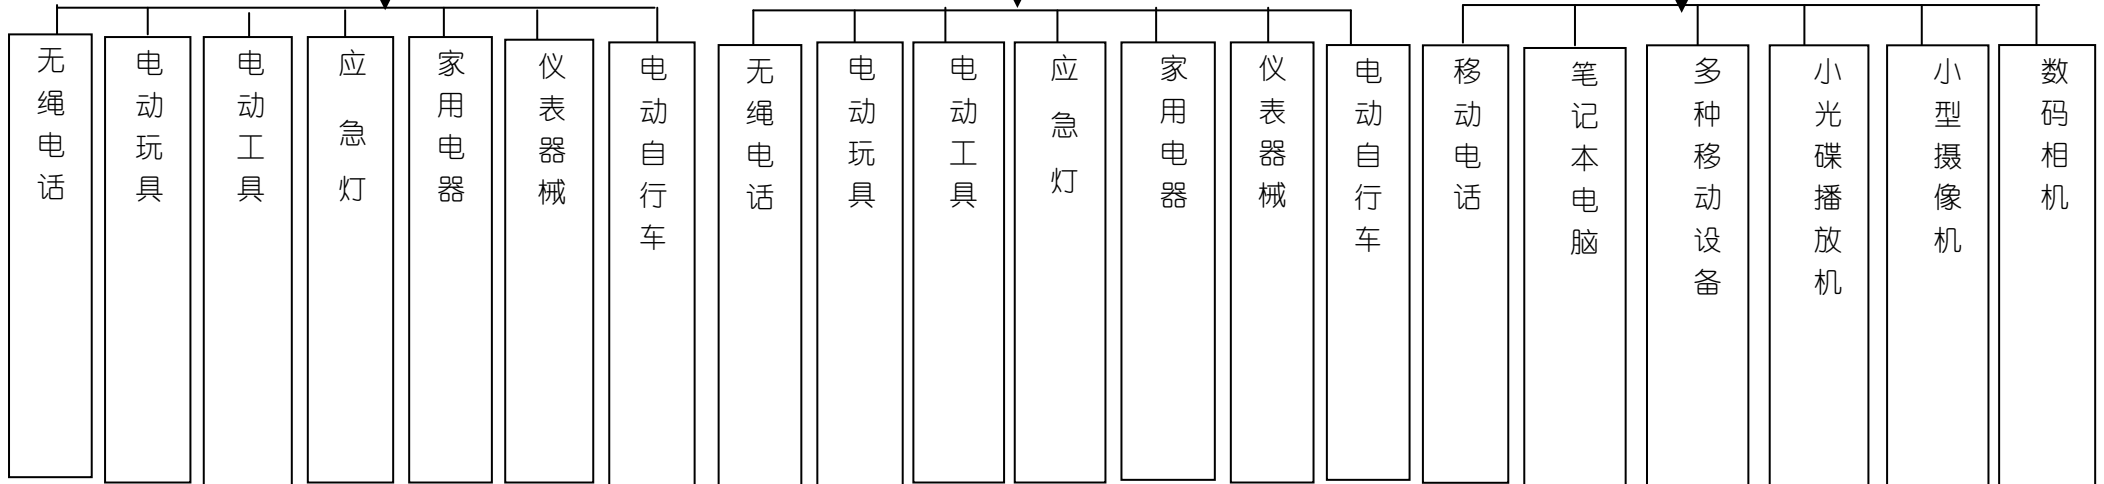 无绳电话
电动玩具
电动工具
应急灯
家用电器
仪表器械
电动自行车
无绳电话
电动玩具
电动工具
应急灯
家用电器
仪表器械
电动自行车
移动电话
笔记本电脑
多种移动设备
小光碟播放机
小型摄像机
数码相机